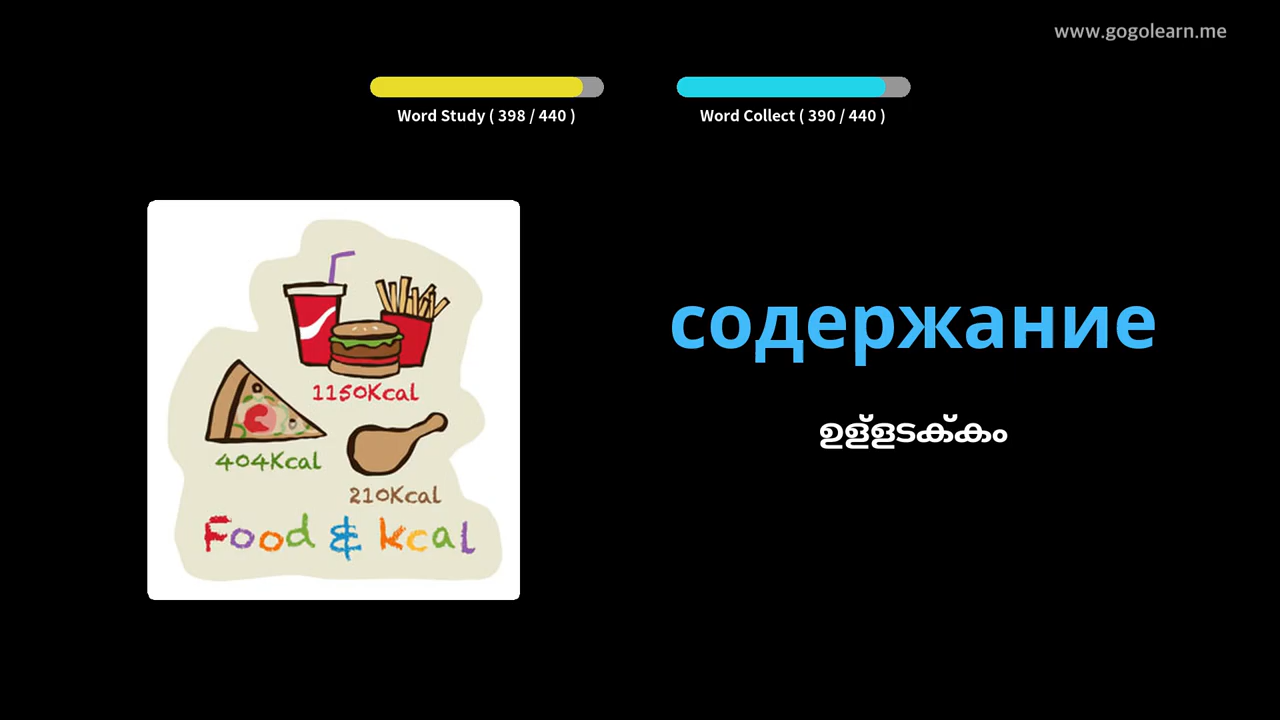 www.gogolearn.me
Word Study ( 398 / 440 )
Word Collect ( 390 / 440 )
1150Kcal
404Kcal
210Kcal
Food & kcal
содержание
ഉള്ളടക്കം